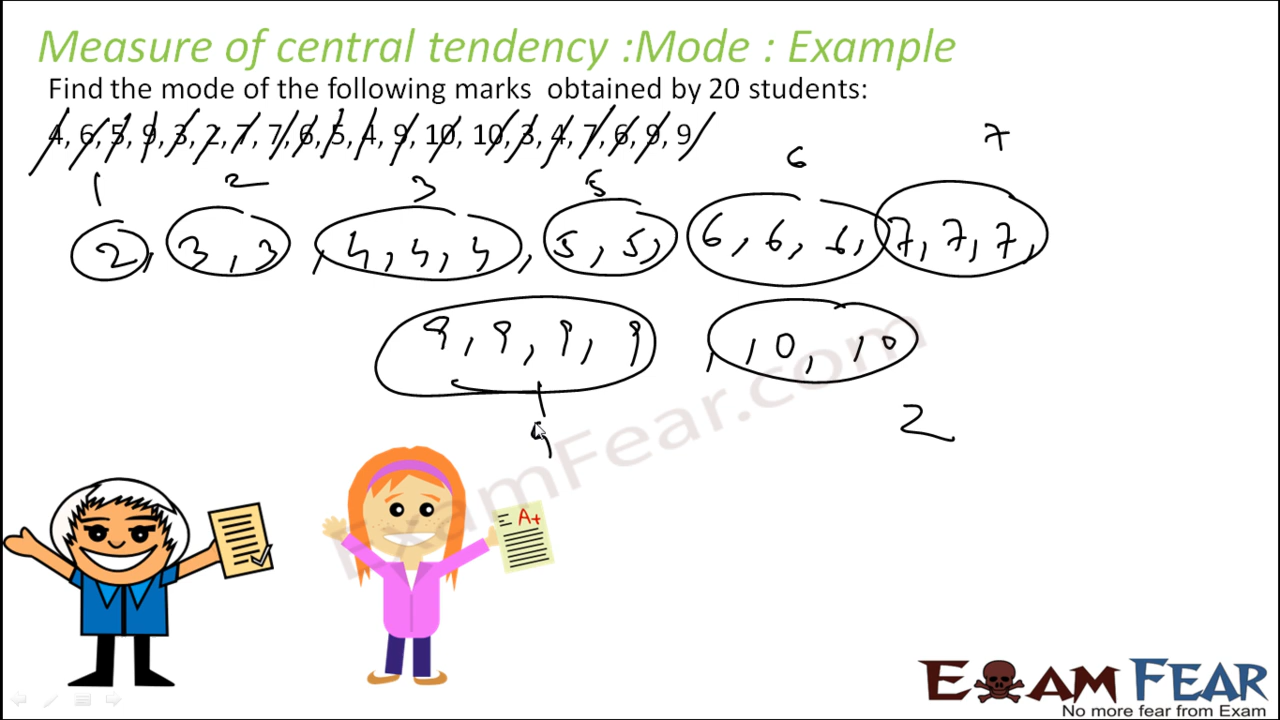 Measure of central tendency :Mode : Example
Find the mode of the following marks obtained by 20 students:
4, 6, 5, 9, 3, 2, 7, 7, 6, 5, 4, 9, 10, 10, 3, 4, 7, 6, 9, 9
1 2 3 5 6 7
2, 3, 3, 4, 4, 4, 5, 5, 6, 6, 6, 7, 7, 7,
9, 9, 9, 9, 10, 10
9 2
A+
ExamFear.com
EXAM FEAR
No more fear from Exam